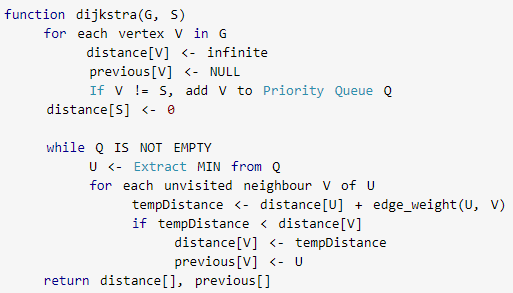 function dijkstra(G, S)
for each vertex V in G
distance[V] <- infinite
previous[V] <- NULL
If V != S, add V to Priority Queue Q
distance[S] <- 0
while Q IS NOT EMPTY
U <- Extract MIN from Q
for each unvisited neighbour V of U
tempDistance <- distance[U] + edge_weight(U, V)
if tempDistance < distance[V]
distance[V] <- tempDistance
previous[V] <- U
return distance[], previous[]